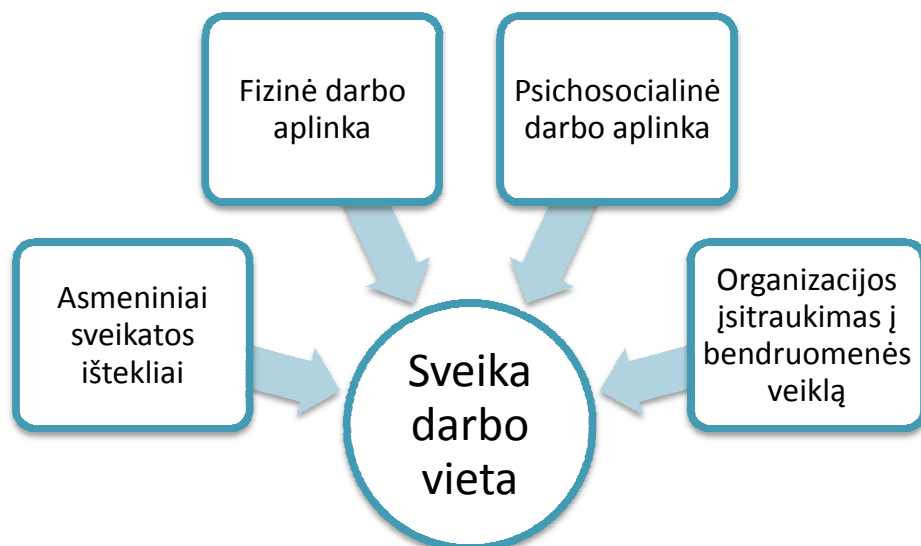 Fizinė darbo
aplinka
Psichosocialinė
darbo aplinka
Asmeniniai
sveikatos
ištekliai
Organizacijos
įsitraukimas į
bendruomenės
veiklą
Sveika
darbo
vieta